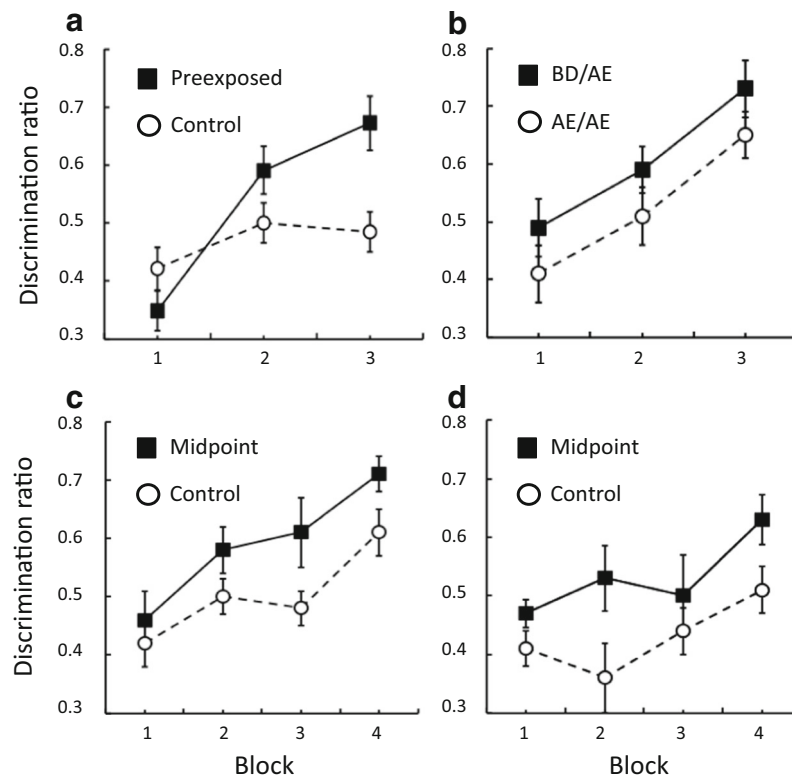 a
0.8
0.7
0.6
0.5
0.4
0.3
Discrimination ratio
Preexposed
Control
1 2 3
b
0.8
0.7
0.6
0.5
0.4
0.3
BD/AE
AE/AE
1 2 3
c
0.8
0.7
0.6
0.5
0.4
0.3
Discrimination ratio
Midpoint
Control
1 2 3 4
Block
d
0.8
0.7
0.6
0.5
0.4
0.3
Midpoint
Control
1 2 3 4
Block